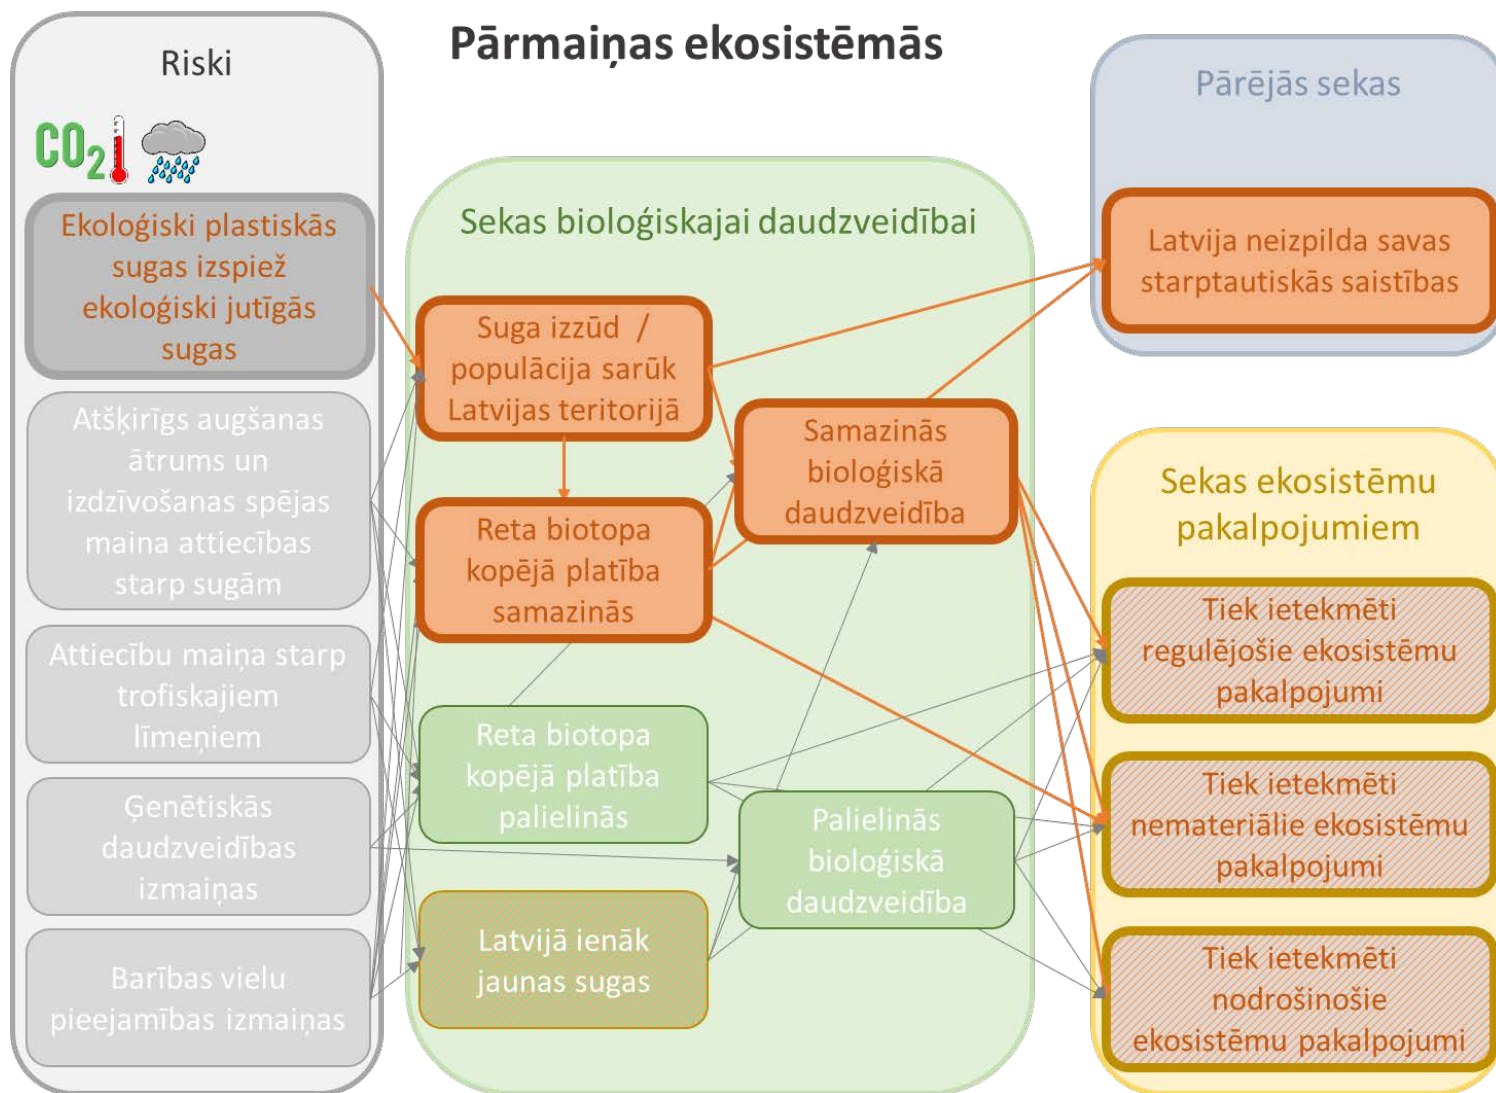 Pārmaiņas ekosistēmās
Riski
CO2
Ekoloģiski plastiskās
sugas izspiež
ekoloģiski jutīgās
sugas
Atšķirīgs augšanas
ātrums un
izdzīvošanas spējas
maina attiecības
starp sugām
Attiecību maiņa starp
trofiskajiem
līmeņiem
Ģenētiskās
daudzveidības
izmaiņas
Barības vielu
pieejamības izmaiņas
Sekas bioloģiskajai daudzveidībai
Suga izzūd /
populācija sarūk
Latvijas teritorijā
Reta biotopa
kopējā platība
samazinās
Reta biotopa
kopējā platība
palielinās
Latvijā ienāk
jaunas sugas
Samazinās
bioloģiskā
daudzveidība
Palielinās
bioloģiskā
daudzveidība
Pārējās sekas
Latvija neizpilda savas
starptautiskās saistības
Sekas ekosistēmu
pakalpojumiem
Tiek ietekmēti
regulējošie ekosistēmu
pakalpojumi
Tiek ietekmēti
nemateriālie ekosistēmu
pakalpojumi
Tiek ietekmēti
nodrošinošie
ekosistēmu pakalpojumi